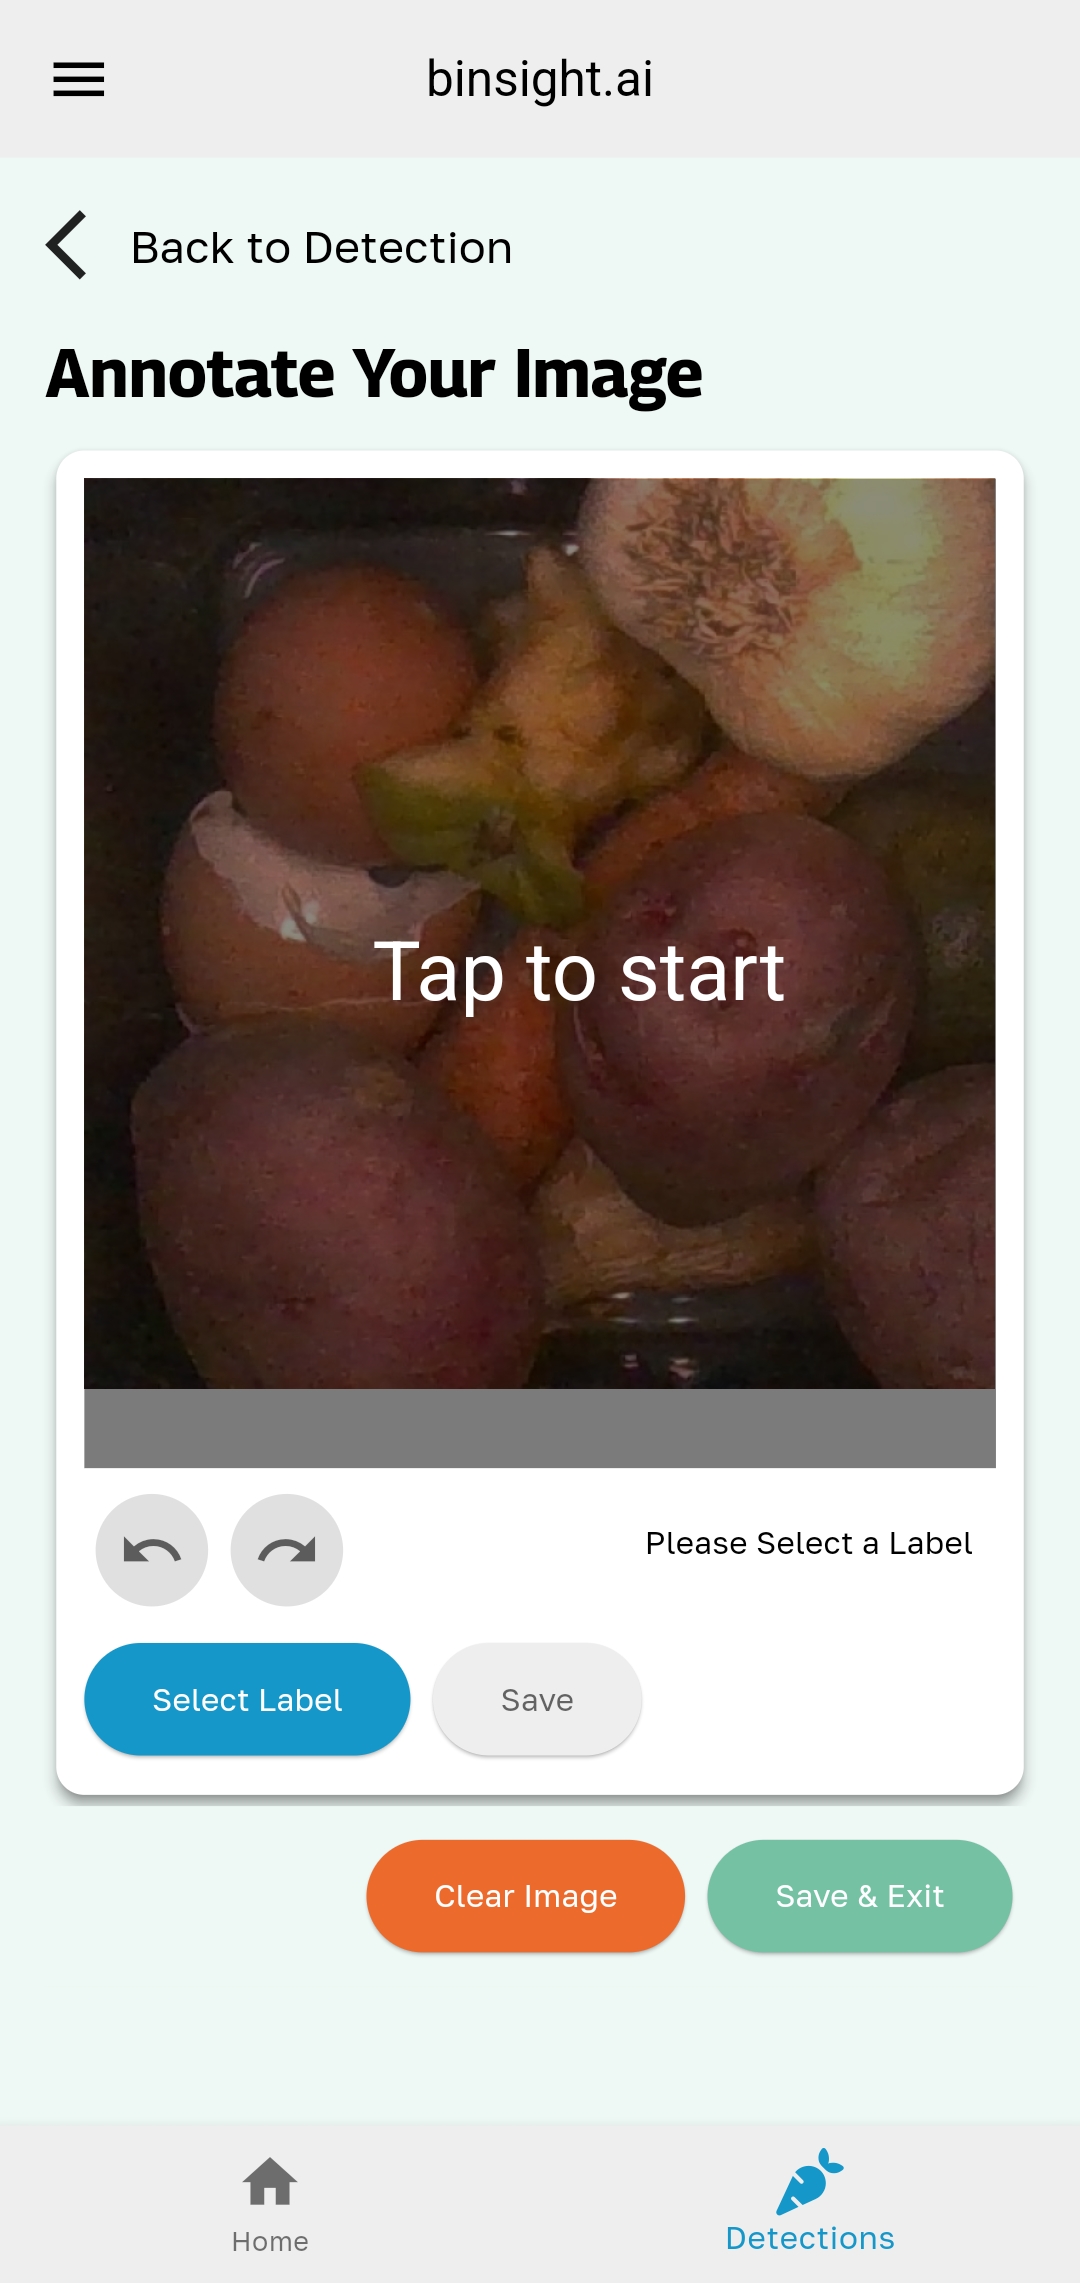 binsight.ai
Back to Detection
Annotate Your Image
Tap to start
Please Select a Label
Select Label
Save
Clear Image
Save & Exit
Home
Detections